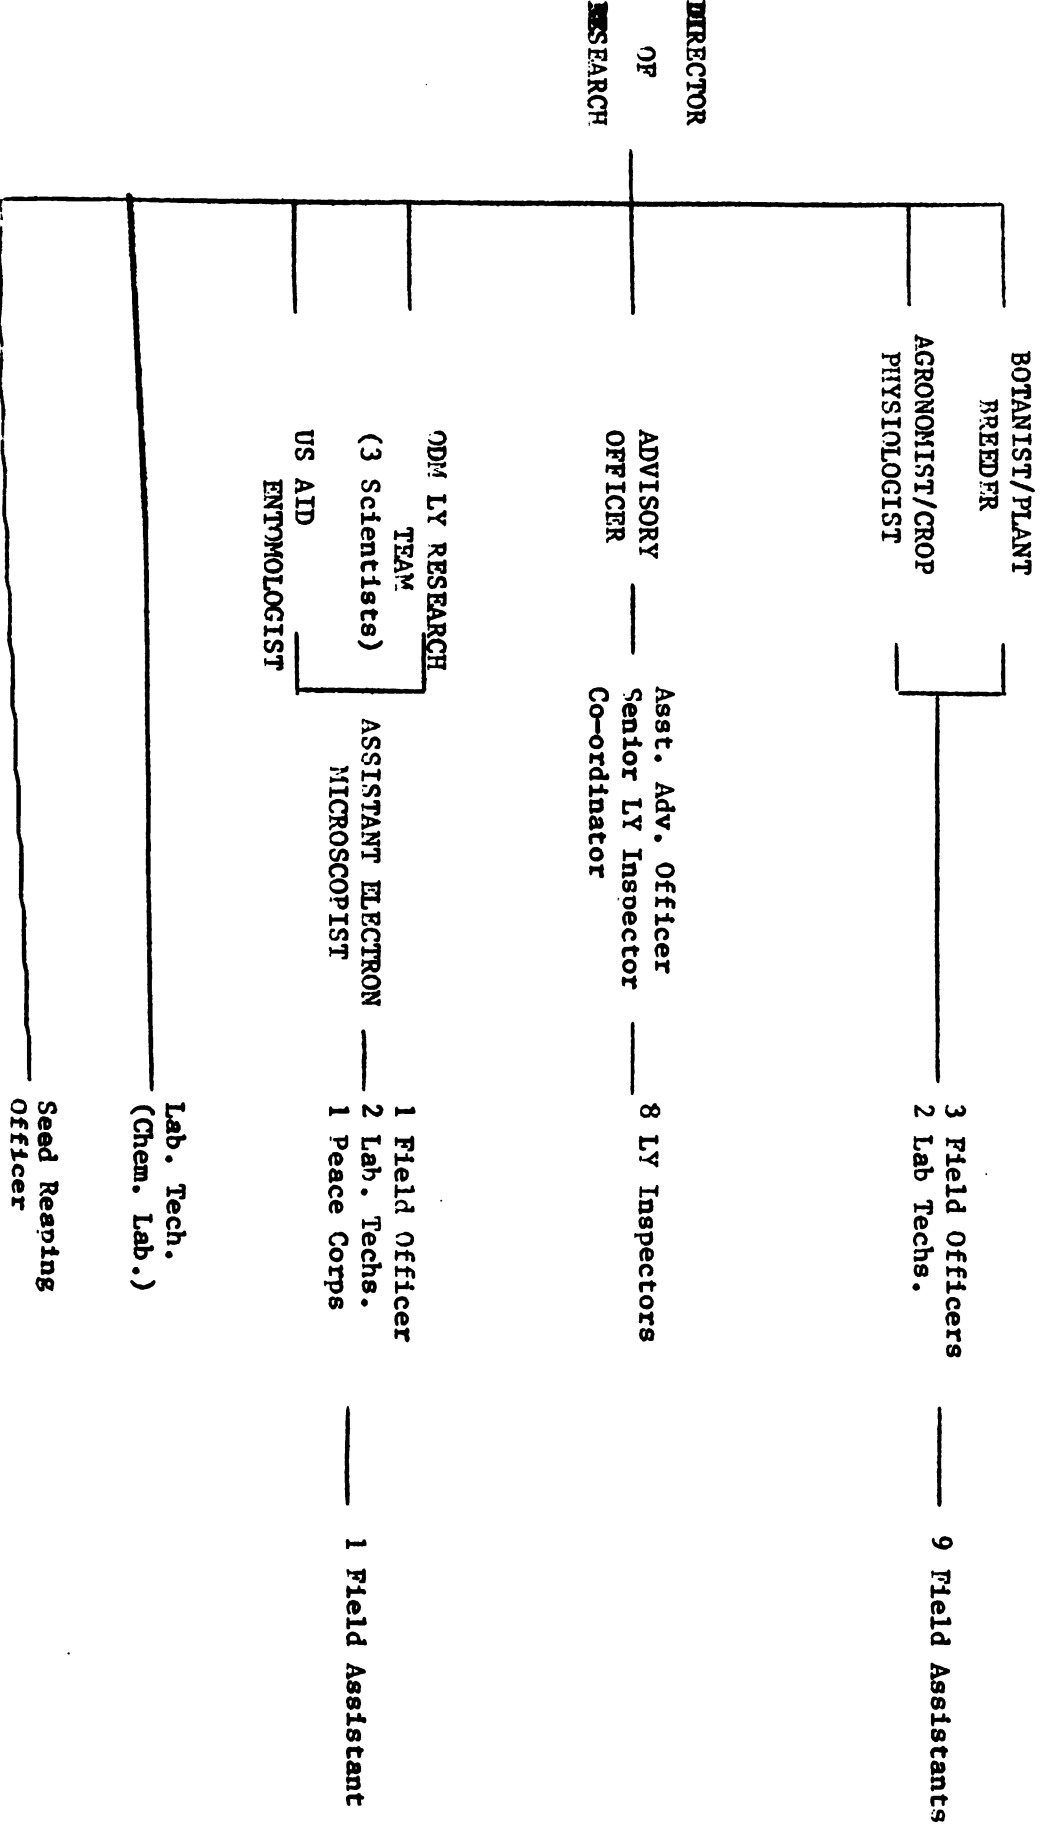 DIRECTOR
OF
RESEARCH
BOTANIST/PLANT
BREEDER
AGRONOMIST/CROP
PHYSIOLOGIST
3 Field Officers
2 Lab Techs.
9 Field Assistants
ADVISORY
OFFICER
Asst. Adv. Officer
Senior LY Inspector
Co-ordinator
8 LY Inspectors
ODM LY RESEARCH
TEAM
(3 Scientists)
US AID
ENTOMOLOGIST
ASSISTANT ELECTRON
MICROSCOPIST
1 Field Officer
2 Lab. Techs.
1 Peace Corps
1 Field Assistant
Lab. Tech.
(Chem. Lab.)
Seed Reaping
Officer